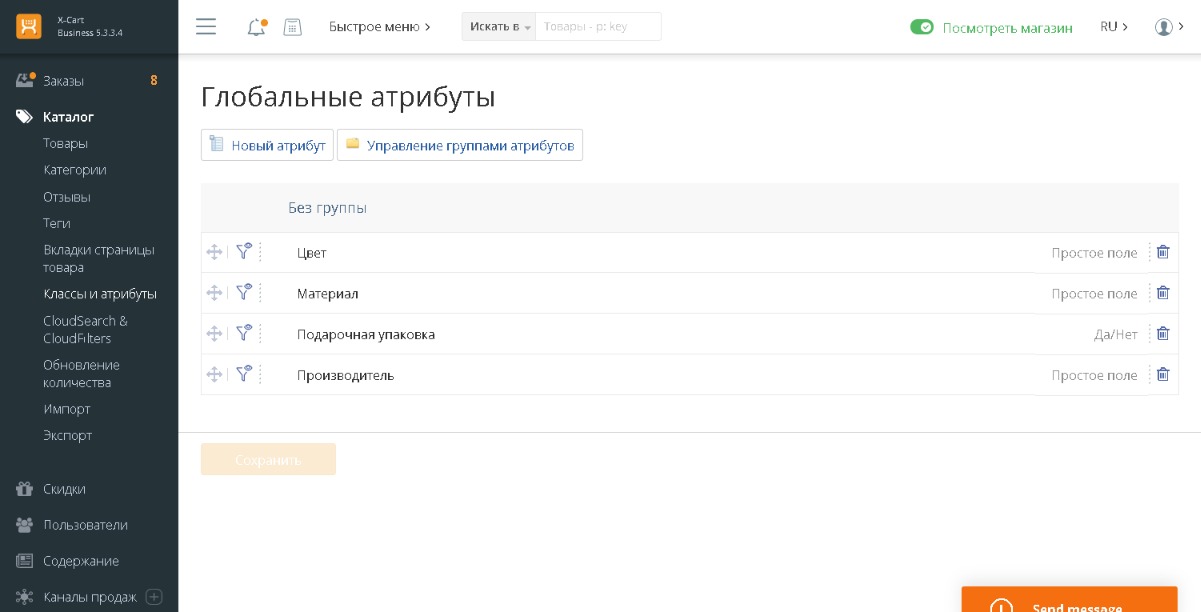 X-Cart
Business 5.3.3.4
Быстрое меню
Искать в
Товары - p: key
Посмотреть магазин
RU
Заказы
8
Каталог
Товары
Категории
Отзывы
Теги
Вкладки страницы
товара
Классы и атрибуты
CloudSearch &
CloudFilters
Обновление
количества
Импорт
Экспорт
Скидки
Пользователи
Содержание
Каналы продаж
Глобальные атрибуты
Новый атрибут
Управление группами атрибутов
Без группы
Цвет
Простое поле
Материал
Простое поле
Подарочная упаковка
Да/Нет
Производитель
Простое поле
Сохранить
Send message